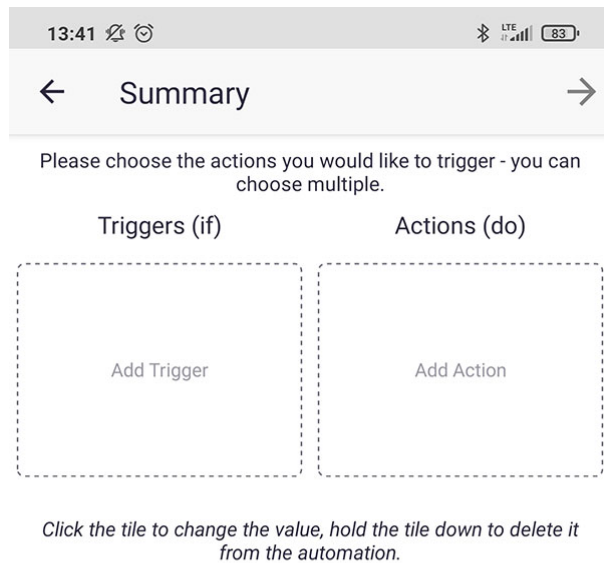 13:41
LTE
83
Summary
Please choose the actions you would like to trigger - you can
choose multiple.
Triggers (if)
Actions (do)
Add Trigger
Add Action
Click the tile to change the value, hold the tile down to delete it
from the automation.